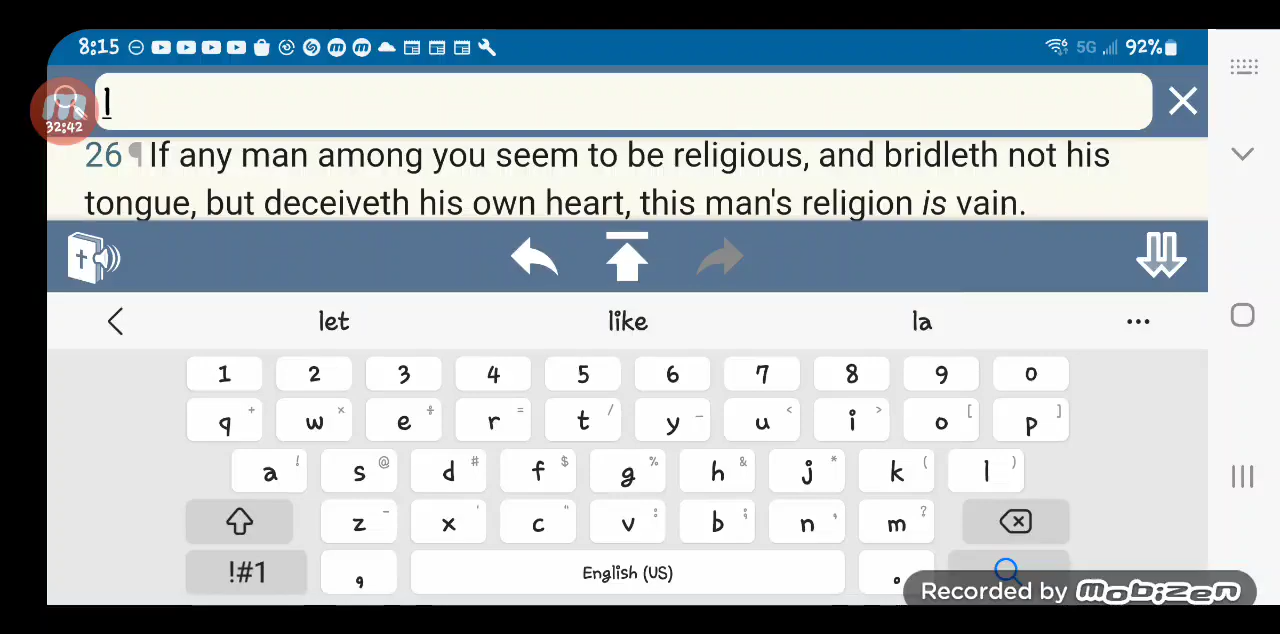 8:15 5G 92%
l
32:42
26 ¶ If any man among you seem to be religious, and bridleth not his
tongue, but deceiveth his own heart, this man's religion is vain.
let like la ...
1 2 3 4 5 6 7 8 9 0
q + w × e ÷ r = t / y _ u < i > o [ p ]
a ! s @ d # f $ g % h & j * k ( l )
z - x ' c " v : b ; n , m ?
!#1 , English (US) .
Recorded by Mobizen